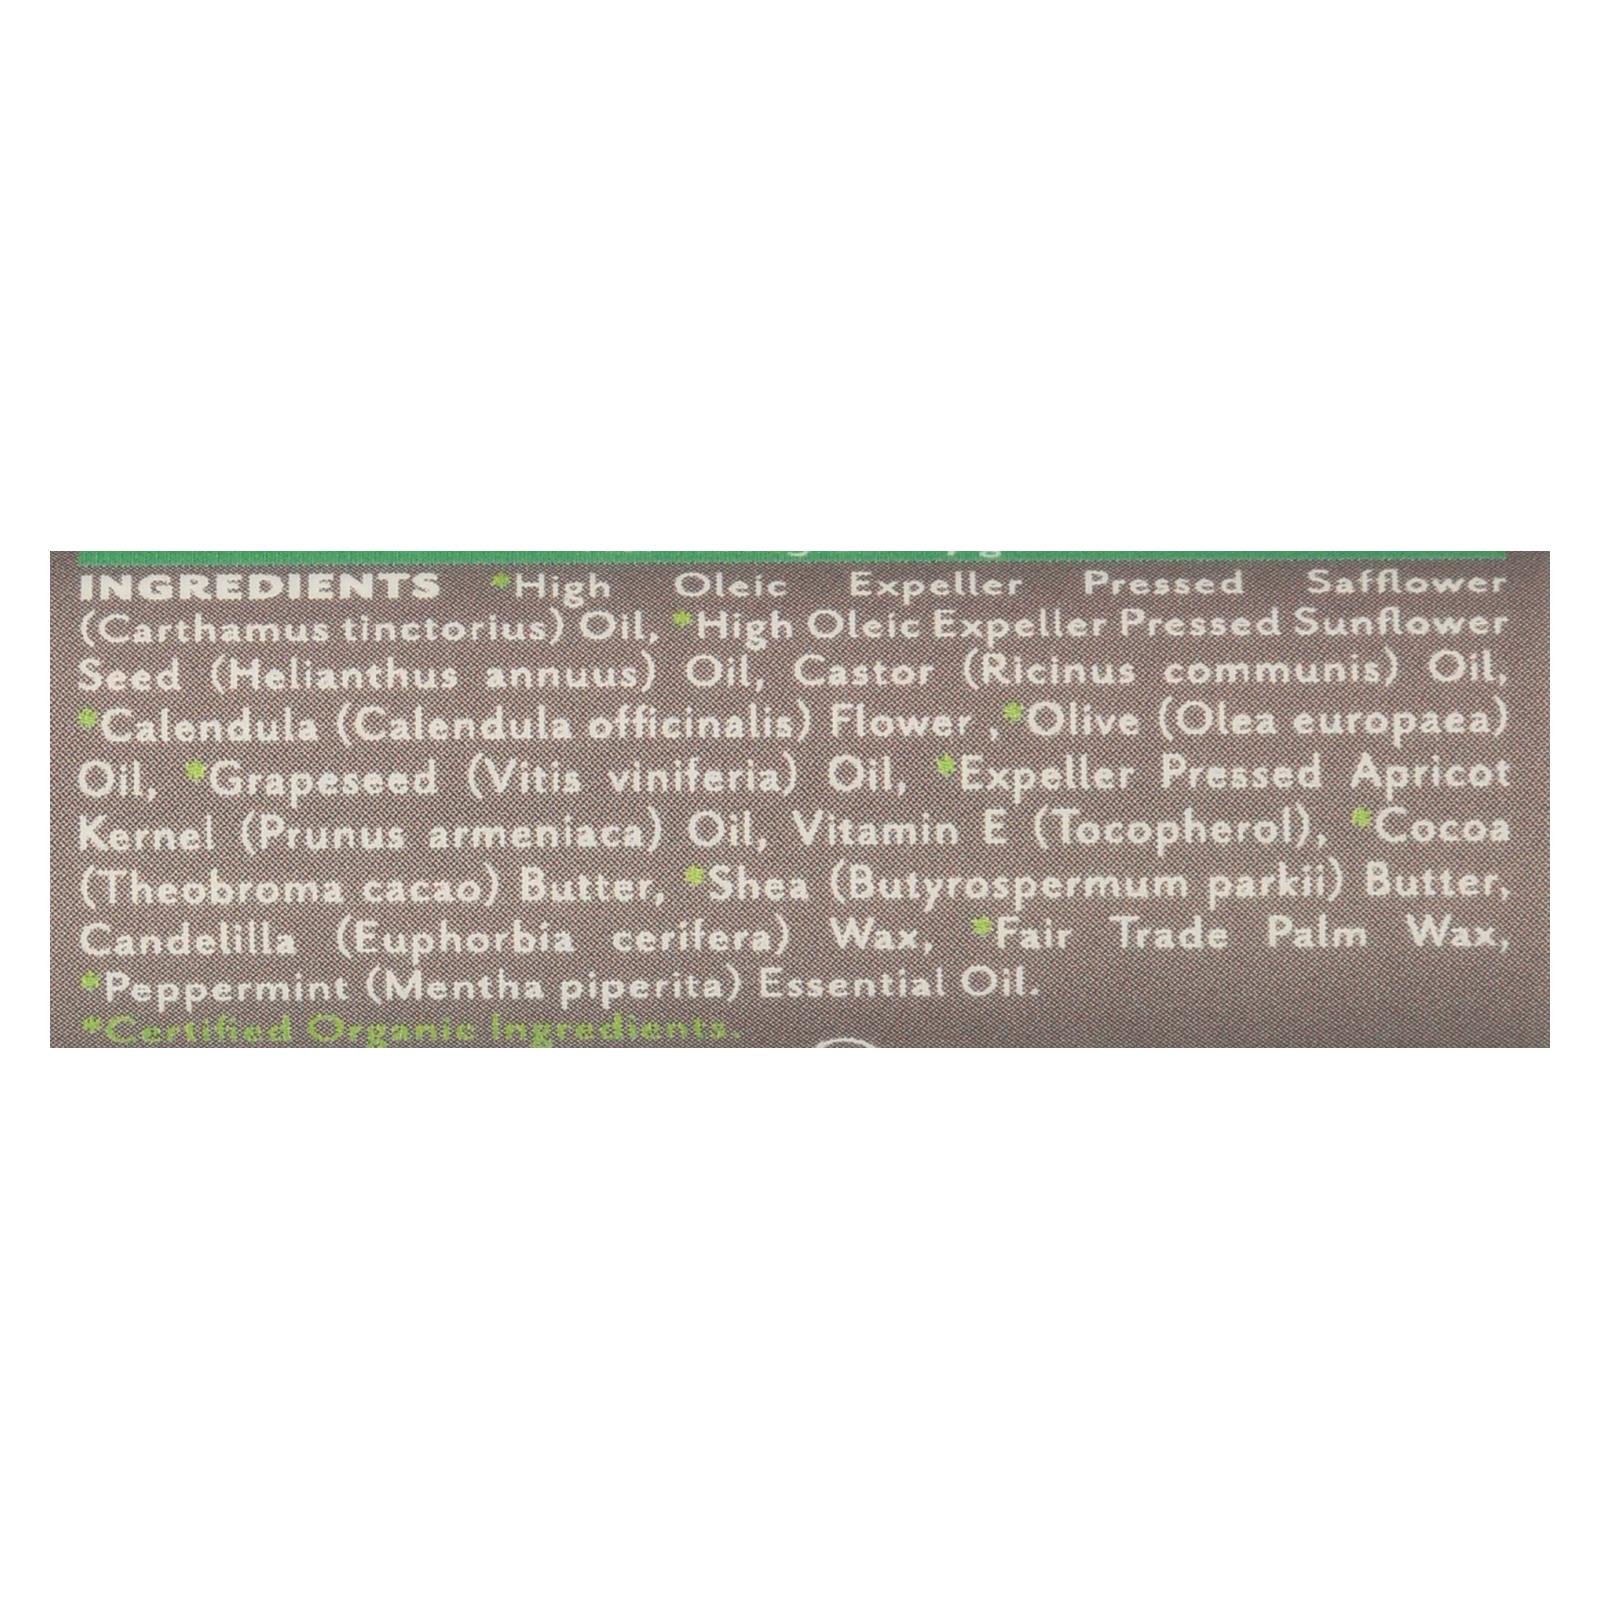 INGREDIENTS *High Oleic Expeller Pressed Safflower
(Carthamus tinctorius) Oil, *High Oleic Expeller Pressed Sunflower
Seed (Helianthus annuus) Oil, Castor (Ricinus communis) Oil,
*Calendula (Calendula officinalis) Flower ,*Olive (Olea europaea)
Oil, *Grapeseed (Vitis viniferia) Oil, *Expeller Pressed Apricot
Kernel (Prunus armeniaca) Oil, Vitamin E (Tocopherol), *Cocoa
(Theobroma cacao) Butter, *Shea (Butyrospermum parkii) Butter,
Candelilla (Euphorbia cerifera) Wax, *Fair Trade Palm Wax,
*Peppermint (Mentha piperita) Essential Oil.
*Certified Organic Ingredients.